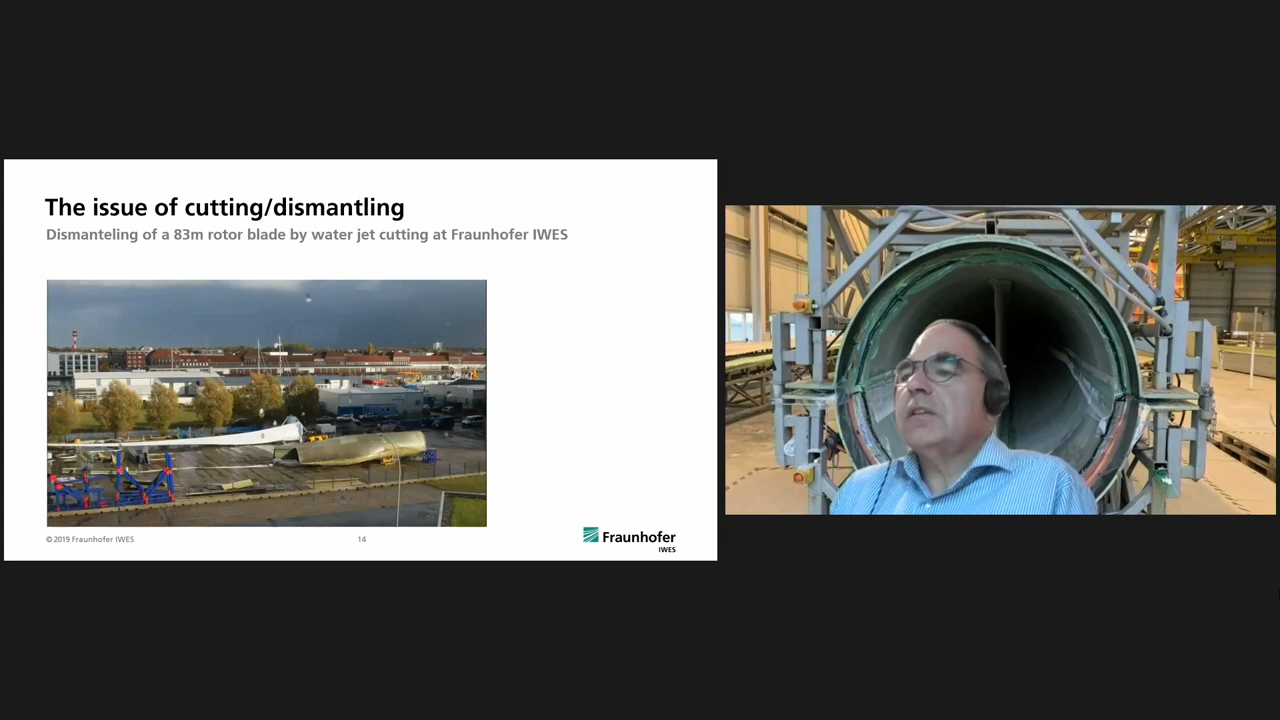 The issue of cutting/dismantling
Dismanteling of a 83m rotor blade by water jet cutting at Fraunhofer IWES
© 2019 Fraunhofer IWES
14
Fraunhofer
IWES